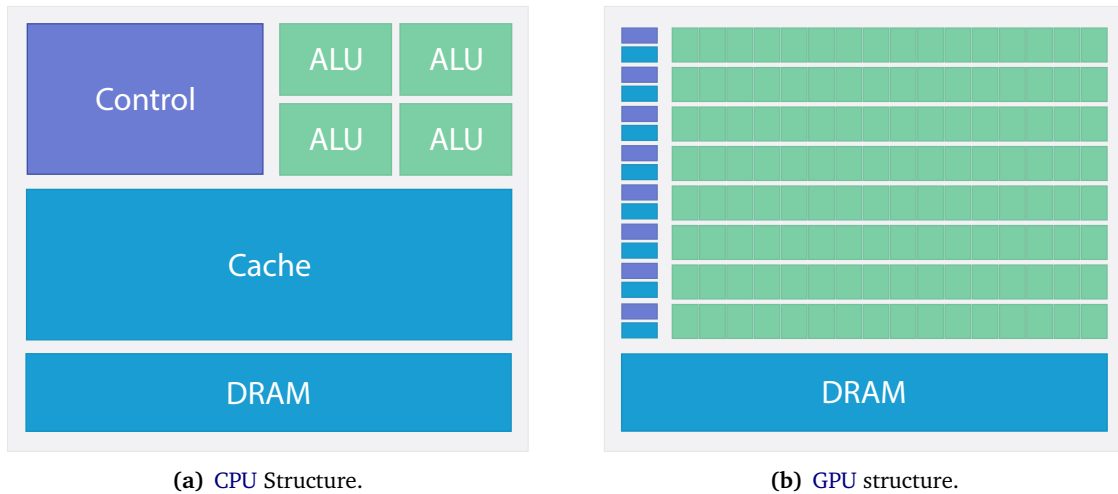 Control
ALU ALU
ALU ALU
Cache
DRAM
(a) CPU Structure.
DRAM
(b) GPU structure.